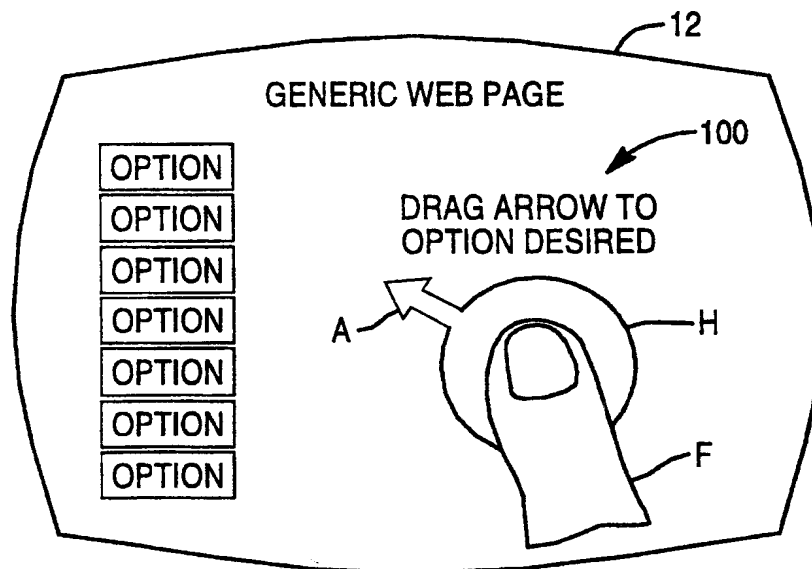 12
GENERIC WEB PAGE
100
OPTION
OPTION
OPTION
OPTION
OPTION
OPTION
OPTION
DRAG ARROW TO
OPTION DESIRED
A
H
F